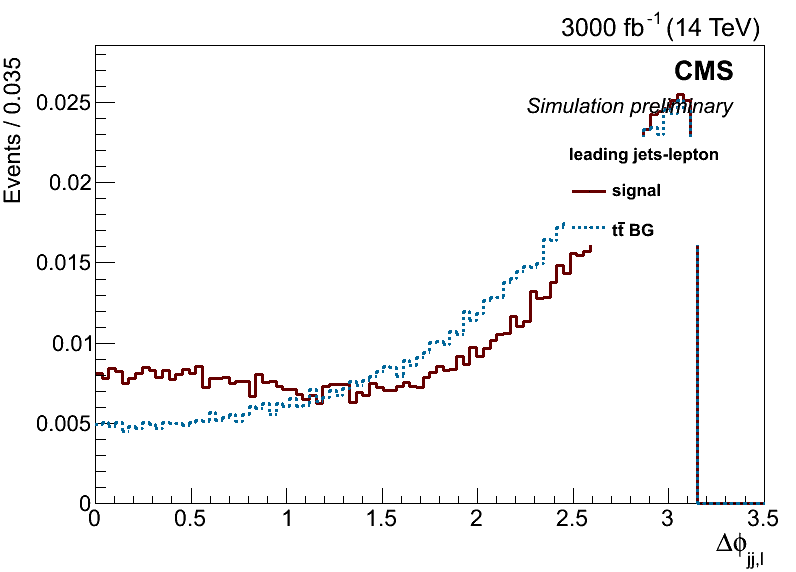 3000 fb⁻¹ (14 TeV)
CMS
Simulation preliminary
leading jets-lepton
signal
tt̄ BG
Events / 0.035
0.025
0.02
0.015
0.01
0.005
0
0 0.5 1 1.5 2 2.5 3 3.5
Δϕjj,l